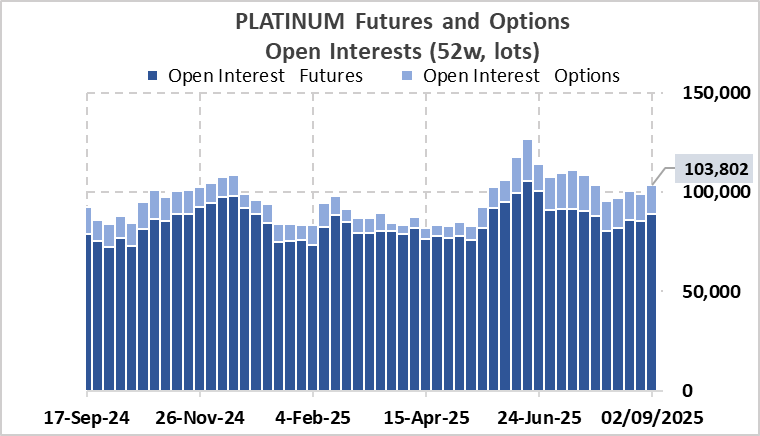 PLATINUM Futures and Options
Open Interests (52w, lots)
Open Interest Futures Open Interest Options
150,000
103,802
100,000
50,000
0
17-Sep-24 26-Nov-24 4-Feb-25 15-Apr-25 24-Jun-25 02/09/2025